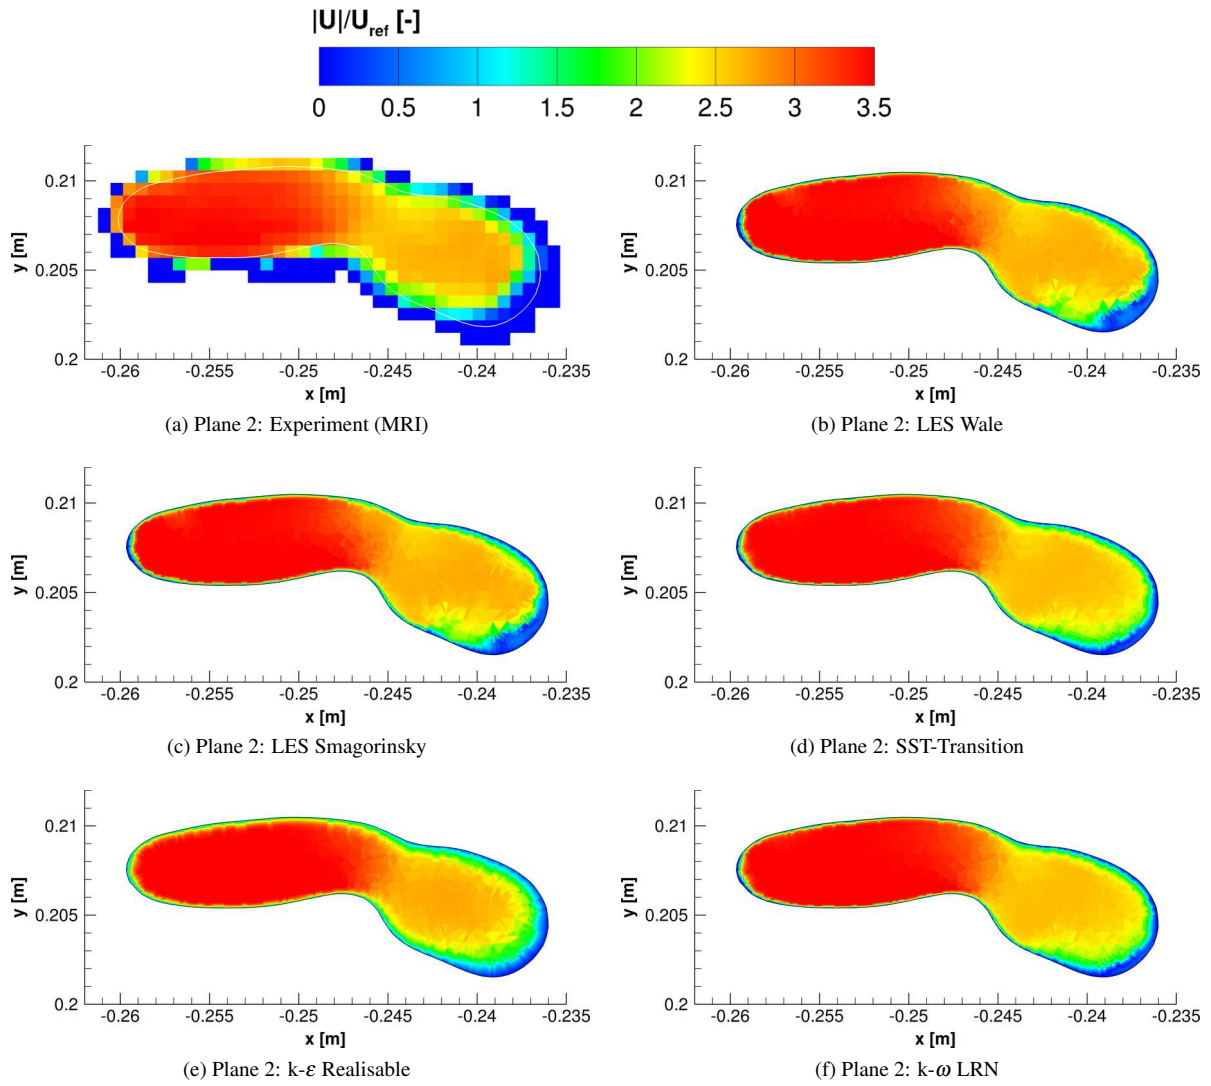 |U|/U_ref [-]
0 0.5 1 1.5 2 2.5 3 3.5
0.21
0.205
0.2
y [m]
-0.26 -0.255 -0.25 -0.245 -0.24 -0.235
x [m]
(a) Plane 2: Experiment (MRI)
0.21
0.205
0.2
y [m]
-0.26 -0.255 -0.25 -0.245 -0.24 -0.235
x [m]
(b) Plane 2: LES Wale
0.21
0.205
0.2
y [m]
-0.26 -0.255 -0.25 -0.245 -0.24 -0.235
x [m]
(c) Plane 2: LES Smagorinsky
0.21
0.205
0.2
y [m]
-0.26 -0.255 -0.25 -0.245 -0.24 -0.235
x [m]
(d) Plane 2: SST-Transition
0.21
0.205
0.2
y [m]
-0.26 -0.255 -0.25 -0.245 -0.24 -0.235
x [m]
(e) Plane 2: k-ε Realisable
0.21
0.205
0.2
y [m]
-0.26 -0.255 -0.25 -0.245 -0.24 -0.235
x [m]
(f) Plane 2: k-ω LRN